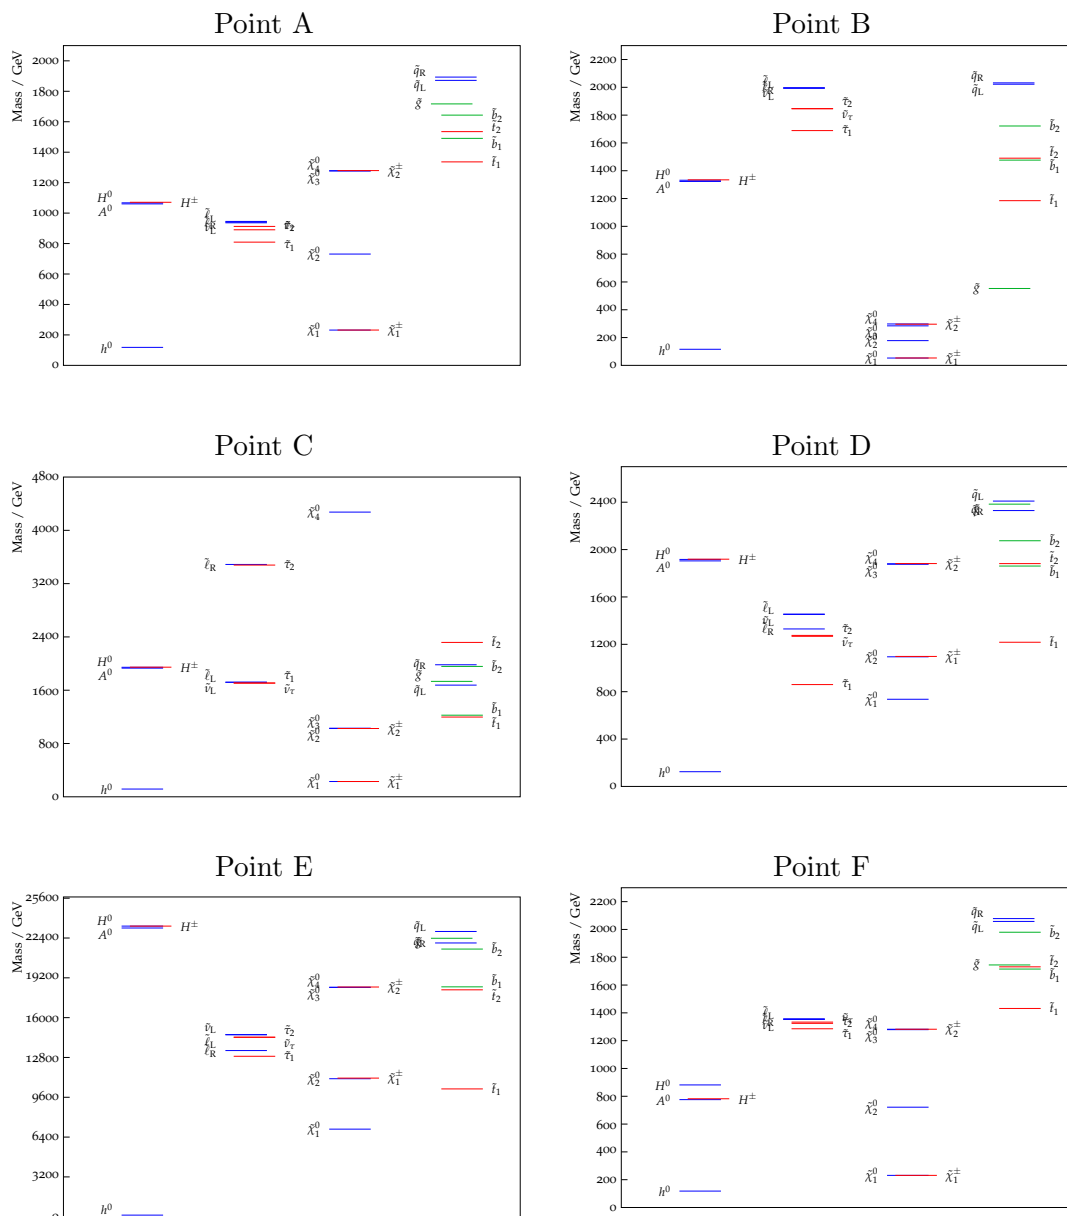 Point A
Mass / GeV
2000
1800
1600
1400
1200
1000
800
600
400
200
0
H⁰
A⁰
H±
h⁰
ℓ̃L
ℓ̃R
ν̃L
τ̃1
χ̃⁰4
χ̃⁰3
χ̃±2
χ̃⁰2
χ̃⁰1
χ̃±1
q̃R
q̃L
g̃
b̃2
t̃2
b̃1
t̃1
Point B
Mass / GeV
2200
2000
1800
1600
1400
1200
1000
800
600
400
200
0
H⁰
A⁰
H±
h⁰
ℓ̃L
ℓ̃R
ν̃L
τ̃2
ν̃τ
τ̃1
χ̃⁰4
χ̃⁰3
χ̃±2
χ̃⁰2
χ̃⁰1
χ̃±1
q̃R
q̃L
b̃2
t̃2
b̃1
t̃1
g̃
Point C
Mass / GeV
4800
4000
3200
2400
1600
800
0
H⁰
A⁰
H±
h⁰
ℓ̃R
τ̃2
ℓ̃L
τ̃1
ν̃L
ν̃τ
χ̃⁰4
χ̃⁰3
χ̃⁰2
χ̃±2
χ̃⁰1
χ̃±1
t̃2
q̃R
b̃2
g̃
q̃L
b̃1
t̃1
Point D
Mass / GeV
2400
2000
1600
1200
800
400
0
H⁰
A⁰
H±
h⁰
ℓ̃L
ν̃L
ℓ̃R
τ̃2
ν̃τ
τ̃1
χ̃⁰4
χ̃⁰3
χ̃±2
χ̃⁰2
χ̃±1
χ̃⁰1
q̃L
q̃R
b̃2
t̃2
b̃1
t̃1
Point E
Mass / GeV
25600
22400
19200
16000
12800
9600
6400
3200
0
H⁰
A⁰
H±
h⁰
ν̃L
ℓ̃L
ℓ̃R
τ̃2
ν̃τ
τ̃1
χ̃⁰4
χ̃⁰3
χ̃±2
χ̃⁰2
χ̃±1
χ̃⁰1
q̃L
q̃R
b̃2
b̃1
t̃2
t̃1
Point F
Mass / GeV
2200
2000
1800
1600
1400
1200
1000
800
600
400
200
0
H⁰
A⁰
H±
h⁰
ℓ̃L
ℓ̃R
ν̃L
τ̃2
τ̃1
χ̃⁰4
χ̃⁰3
χ̃±2
χ̃⁰2
χ̃⁰1
χ̃±1
q̃R
q̃L
b̃2
g̃
t̃2
b̃1
t̃1